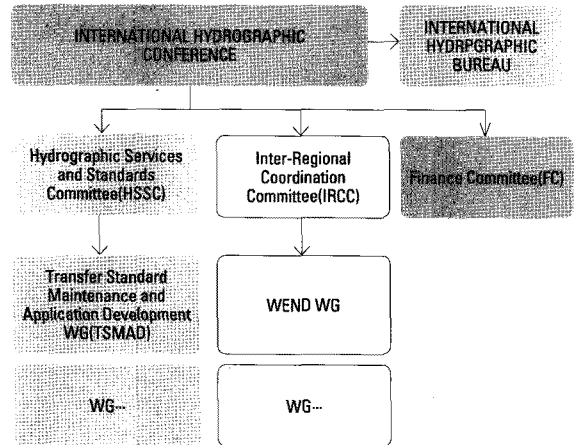 INTERNATIONAL HYDROGRAPHIC
CONFERENCE
INTERNATIONAL
HYDRPGRAPHIC
BUREAU
Hydrographic Services
and Standards
Committee(HSSC)
Inter-Regional
Coordination
Committee(IRCC)
Finance Committee(FC)
Transfer Standard
Maintenance and
Application Development
WG(TSMAD)
WEND WG
WG···
WG···